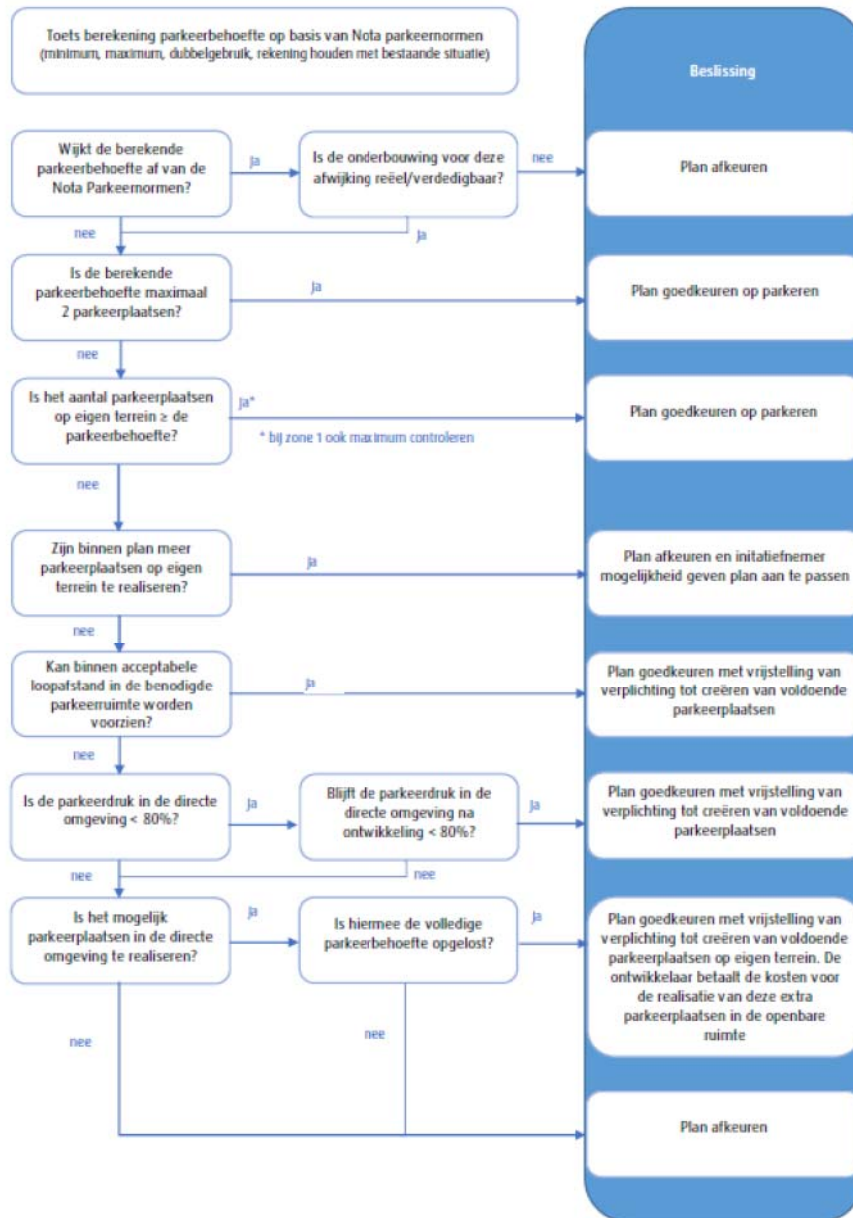 Toets berekening parkeerbehoefte op basis van Nota parkeernormen
(minimum, maximum, dubbelgebruik, rekening houden met bestaande situatie)
Beslissing
Wijkt de berekende
parkeerbehoefte af van de
Nota Parkeernormen?
ja
Is de onderbouwing voor deze
afwijking reëel/verdedigbaar?
nee
Plan afkeuren
nee
ja
Is de berekende
parkeerbehoefte maximaal
2 parkeerplaatsen?
ja
Plan goedkeuren op parkeren
nee
Is het aantal parkeerplaatsen
op eigen terrein ≥ de
parkeerbehoefte?
ja*
* bij zone 1 ook maximum controleren
Plan goedkeuren op parkeren
nee
Zijn binnen plan meer
parkeerplaatsen op eigen
terrein te realiseren?
ja
Plan afkeuren en initatiefnemer
mogelijkheid geven plan aan te passen
nee
Kan binnen acceptabele
loopafstand in de benodigde
parkeerruimte worden
voorzien?
ja
Plan goedkeuren met vrijstelling van
verplichting tot creëren van voldoende
parkeerplaatsen
nee
Is de parkeerdruk in de directe
omgeving < 80%?
ja
Blijft de parkeerdruk in de
directe omgeving na
ontwikkeling < 80%?
ja
Plan goedkeuren met vrijstelling van
verplichting tot creëren van voldoende
parkeerplaatsen
nee
nee
Is het mogelijk
parkeerplaatsen in de directe
omgeving te realiseren?
ja
Is hiermee de volledige
parkeerbehoefte opgelost?
ja
Plan goedkeuren met vrijstelling van
verplichting tot creëren van voldoende
parkeerplaatsen op eigen terrein. De
ontwikkelaar betaalt de kosten voor
de realisatie van deze extra
parkeerplaatsen in de openbare
ruimte
nee
nee
Plan afkeuren